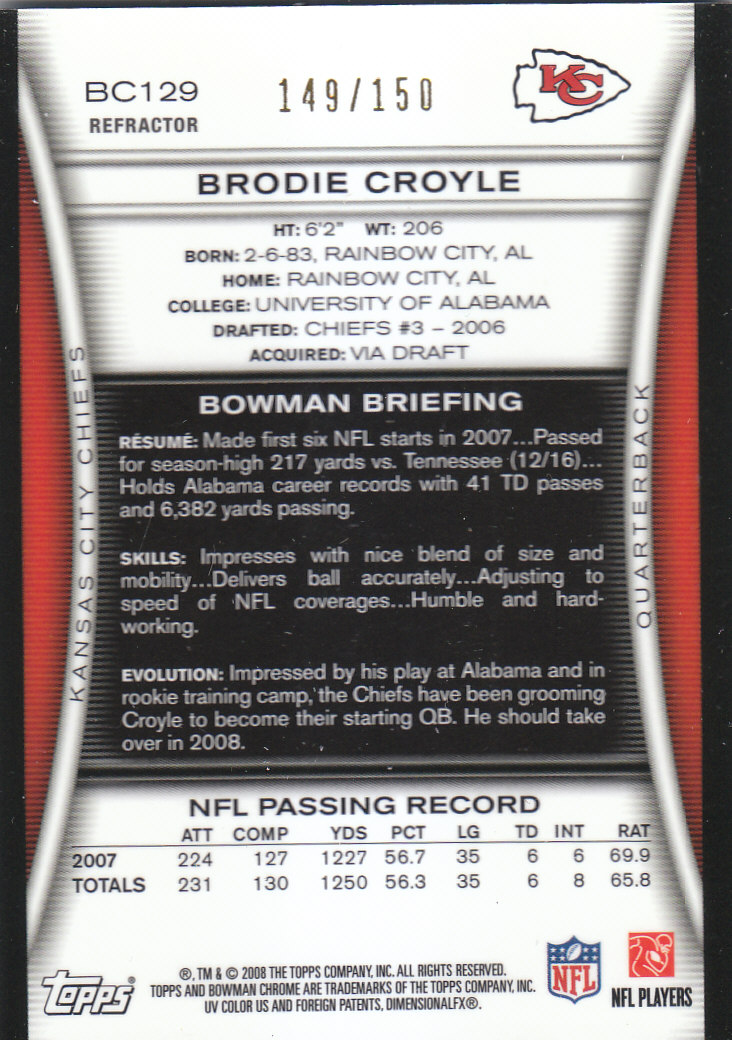 BC129
REFRACTOR
149/150
KC
BRODIE CROYLE
HT: 6'2" WT: 206
BORN: 2-6-83, RAINBOW CITY, AL
HOME: RAINBOW CITY, AL
COLLEGE: UNIVERSITY OF ALABAMA
DRAFTED: CHIEFS #3 – 2006
ACQUIRED: VIA DRAFT
KANSAS CITY CHIEFS
QUARTERBACK
BOWMAN BRIEFING
RÉSUMÉ: Made first six NFL starts in 2007...Passed
for season-high 217 yards vs. Tennessee (12/16)...
Holds Alabama career records with 41 TD passes
and 6,382 yards passing.
SKILLS: Impresses with nice blend of size and
mobility...Delivers ball accurately...Adjusting to
speed of NFL coverages...Humble and hard-
working.
EVOLUTION: Impressed by his play at Alabama and in
rookie training camp, the Chiefs have been grooming
Croyle to become their starting QB. He should take
over in 2008.
NFL PASSING RECORD
ATT COMP YDS PCT LG TD INT RAT
2007 224 127 1227 56.7 35 6 6 69.9
TOTALS 231 130 1250 56.3 35 6 8 65.8
topps®
®, TM & © 2008 THE TOPPS COMPANY, INC. ALL RIGHTS RESERVED.
TOPPS AND BOWMAN CHROME ARE TRADEMARKS OF THE TOPPS COMPANY, INC.
UV COLOR US AND FOREIGN PATENTS, DIMENSIONALFX®.
NFL
NFL PLAYERS